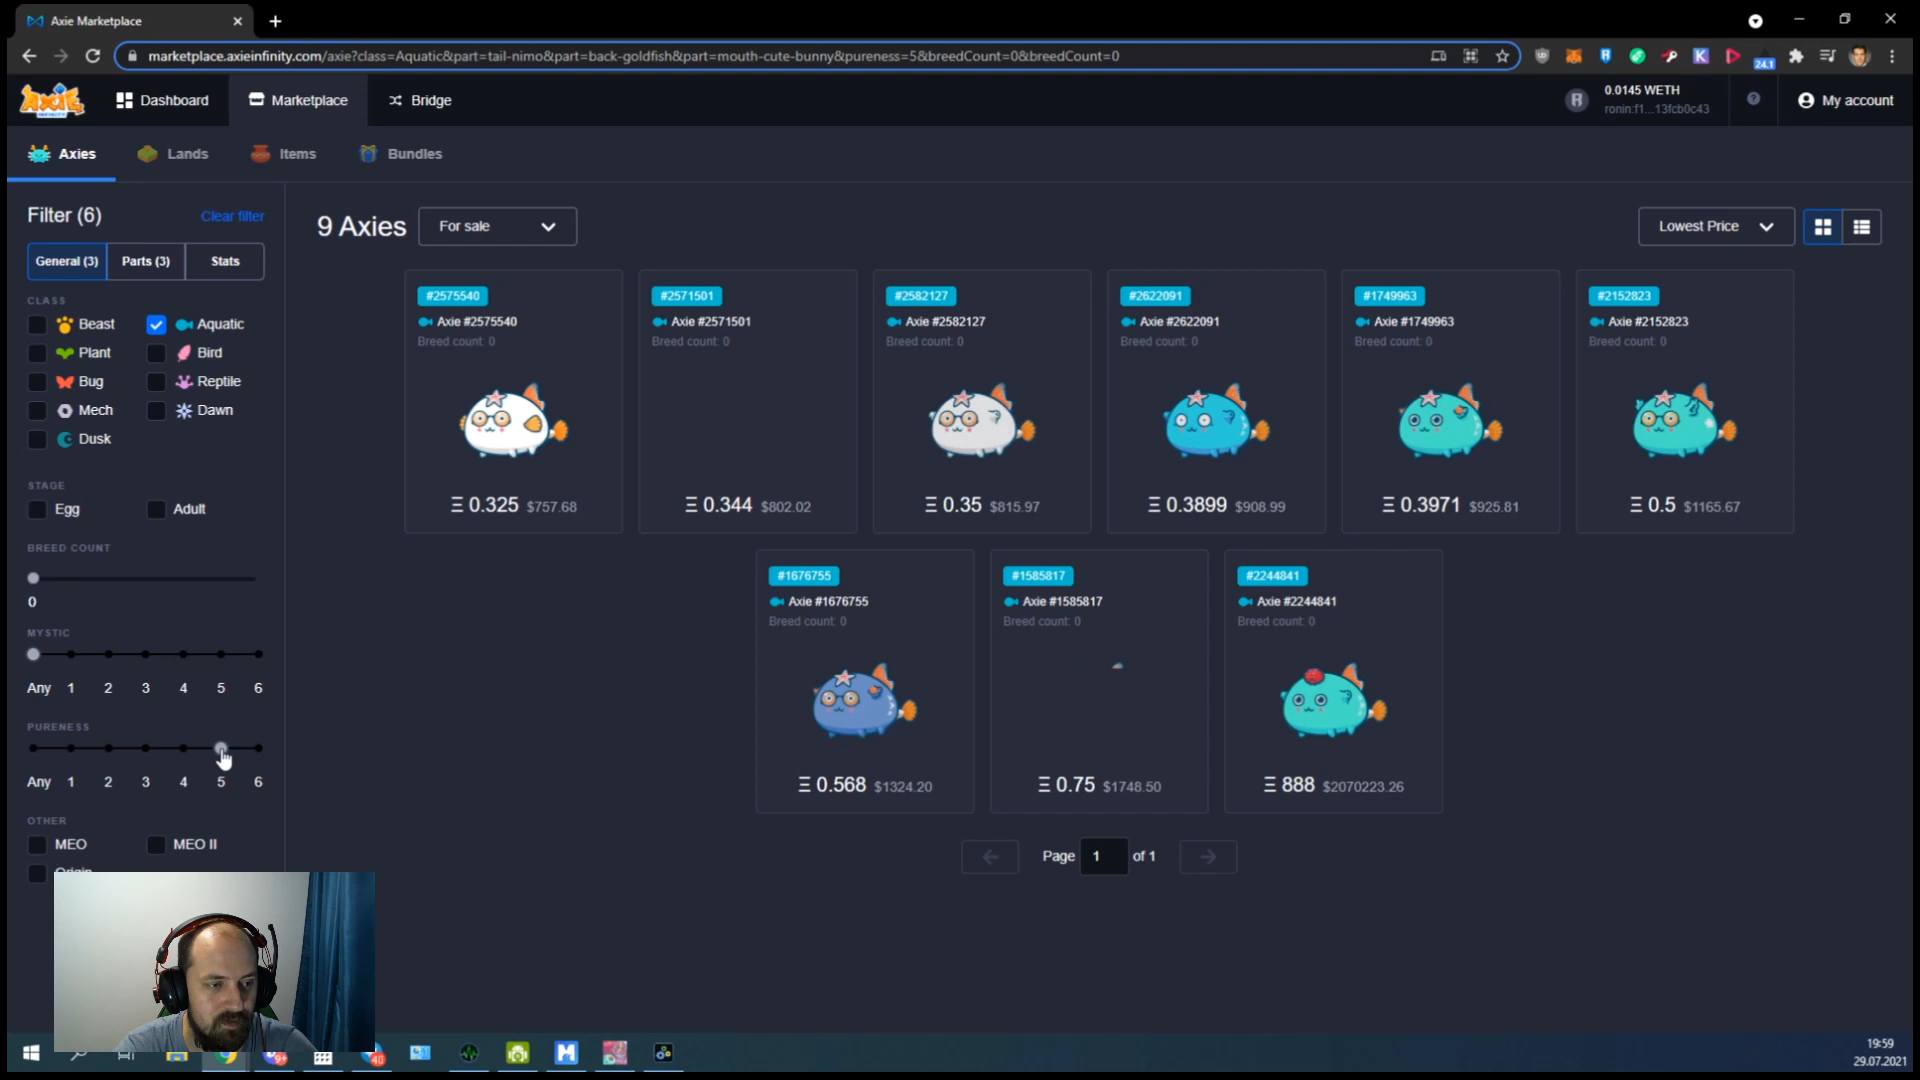 Axie Marketplace
marketplace.axieinfinity.com/axie?class=Aquatic&part=tail-nimo&part=back-goldfish&part=mouth-cute-bunny&pureness=5&breedCount=0&breedCount=0
24.1
AXIE
INFINITY
Dashboard
Marketplace
Bridge
0.0145 WETH
ronin:f1...13fcb0c43
My account
Axies
Lands
Items
Bundles
Filter (6)
Clear filter
General (3)
Parts (3)
Stats
CLASS
Beast
Aquatic
Plant
Bird
Bug
Reptile
Mech
Dawn
Dusk
STAGE
Egg
Adult
BREED COUNT
0
MYSTIC
Any 1 2 3 4 5 6
PURENESS
Any 1 2 3 4 5 6
OTHER
MEO
MEO II
Origin
9 Axies
For sale
Lowest Price
#2575540
Axie #2575540
Breed count: 0
Ξ 0.325 $757.68
#2571501
Axie #2571501
Breed count: 0
Ξ 0.344 $802.02
#2582127
Axie #2582127
Breed count: 0
Ξ 0.35 $815.97
#2622091
Axie #2622091
Breed count: 0
Ξ 0.3899 $908.99
#1749963
Axie #1749963
Breed count: 0
Ξ 0.3971 $925.81
#2152823
Axie #2152823
Breed count: 0
Ξ 0.5 $1165.67
#1676755
Axie #1676755
Breed count: 0
Ξ 0.568 $1324.20
#1585817
Axie #1585817
Breed count: 0
Ξ 0.75 $1748.50
#2244841
Axie #2244841
Breed count: 0
Ξ 888 $2070223.26
Page 1 of 1
9+
40
19:59
29.07.2021